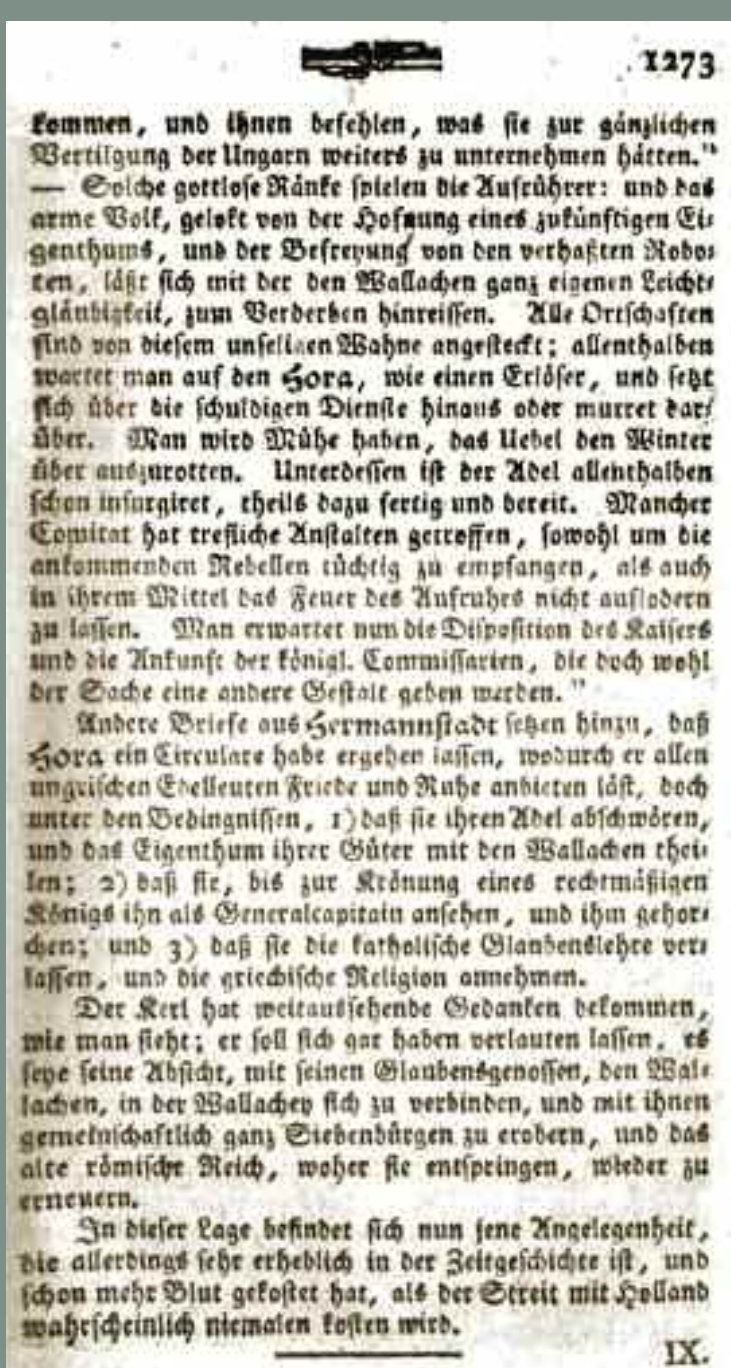 1273
kommen, und ihnen befehlen, was sie zur gänzlichen
Vertilgung der Ungarn weiters zu unternehmen hätten."
— Solche gottlose Ränke spielen die Aufrührer: und das
arme Volk, gelokt von der Hofnung eines zukünftigen Ei-
genthums, und der Befreyung von den verhaßten Robo-
ten, läßt sich mit der den Wallachen ganz eigenen Leicht-
gläubigkeit, zum Verderben hinreissen. Alle Ortschaften
sind von diesem unseligen Wahne angesteckt; allenthalben
wartet man auf den Hora, wie einen Erlöser, und setzt
sich über die schuldigen Dienste hinaus oder murret dar-
über. Man wird Mühe haben, das Uebel den Winter
über auszurotten. Unterdessen ist der Adel allenthalben
schon insurgiret, theils dazu fertig und bereit. Mancher
Comitat hat trefliche Anstalten getroffen, sowohl um die
ankommenden Rebellen tüchtig zu empfangen, als auch
in ihrem Mittel das Feuer des Aufruhrs nicht auflodern
zu lassen. Man erwartet nun die Disposition des Kaisers
und die Ankunft der königl. Commissarien, die doch wohl
der Sache eine andere Gestalt geben werden."
Andere Briefe aus Hermannstadt setzen hinzu, daß
Hora ein Circulare habe ergehen lassen, wodurch er allen
ungrischen Edelleuten Friede und Ruhe anbieten läßt, doch
unter den Bedingnissen, 1) daß sie ihren Adel abschwören,
und das Eigenthum ihrer Güter mit den Wallachen thei-
len; 2) daß sie, bis zur Krönung eines rechtmäßigen
Königs ihn als Generalcapitain ansehen, und ihm gehor-
chen; und 3) daß sie die katholische Glaubenslehre ver-
lassen, und die griechische Religion annehmen.
Der Kerl hat weitaussehende Gedanken bekommen,
wie man sieht; er soll sich gar haben verlauten lassen, es
seye seine Absicht, mit seinen Glaubensgenossen, den Wal-
lachen, in der Wallachey sich zu verbinden, und mit ihnen
gemeinschaftlich ganz Siebenbürgen zu erobern, und das
alte römische Reich, woher sie entspringen, wieder zu
erneuern.
In dieser Lage befindet sich nun jene Angelegenheit,
die allerdings sehr erheblich in der Zeitgeschichte ist, und
schon mehr Blut gekostet hat, als der Streit mit Holland
wahrscheinlich niemalen kosten wird.
IX.